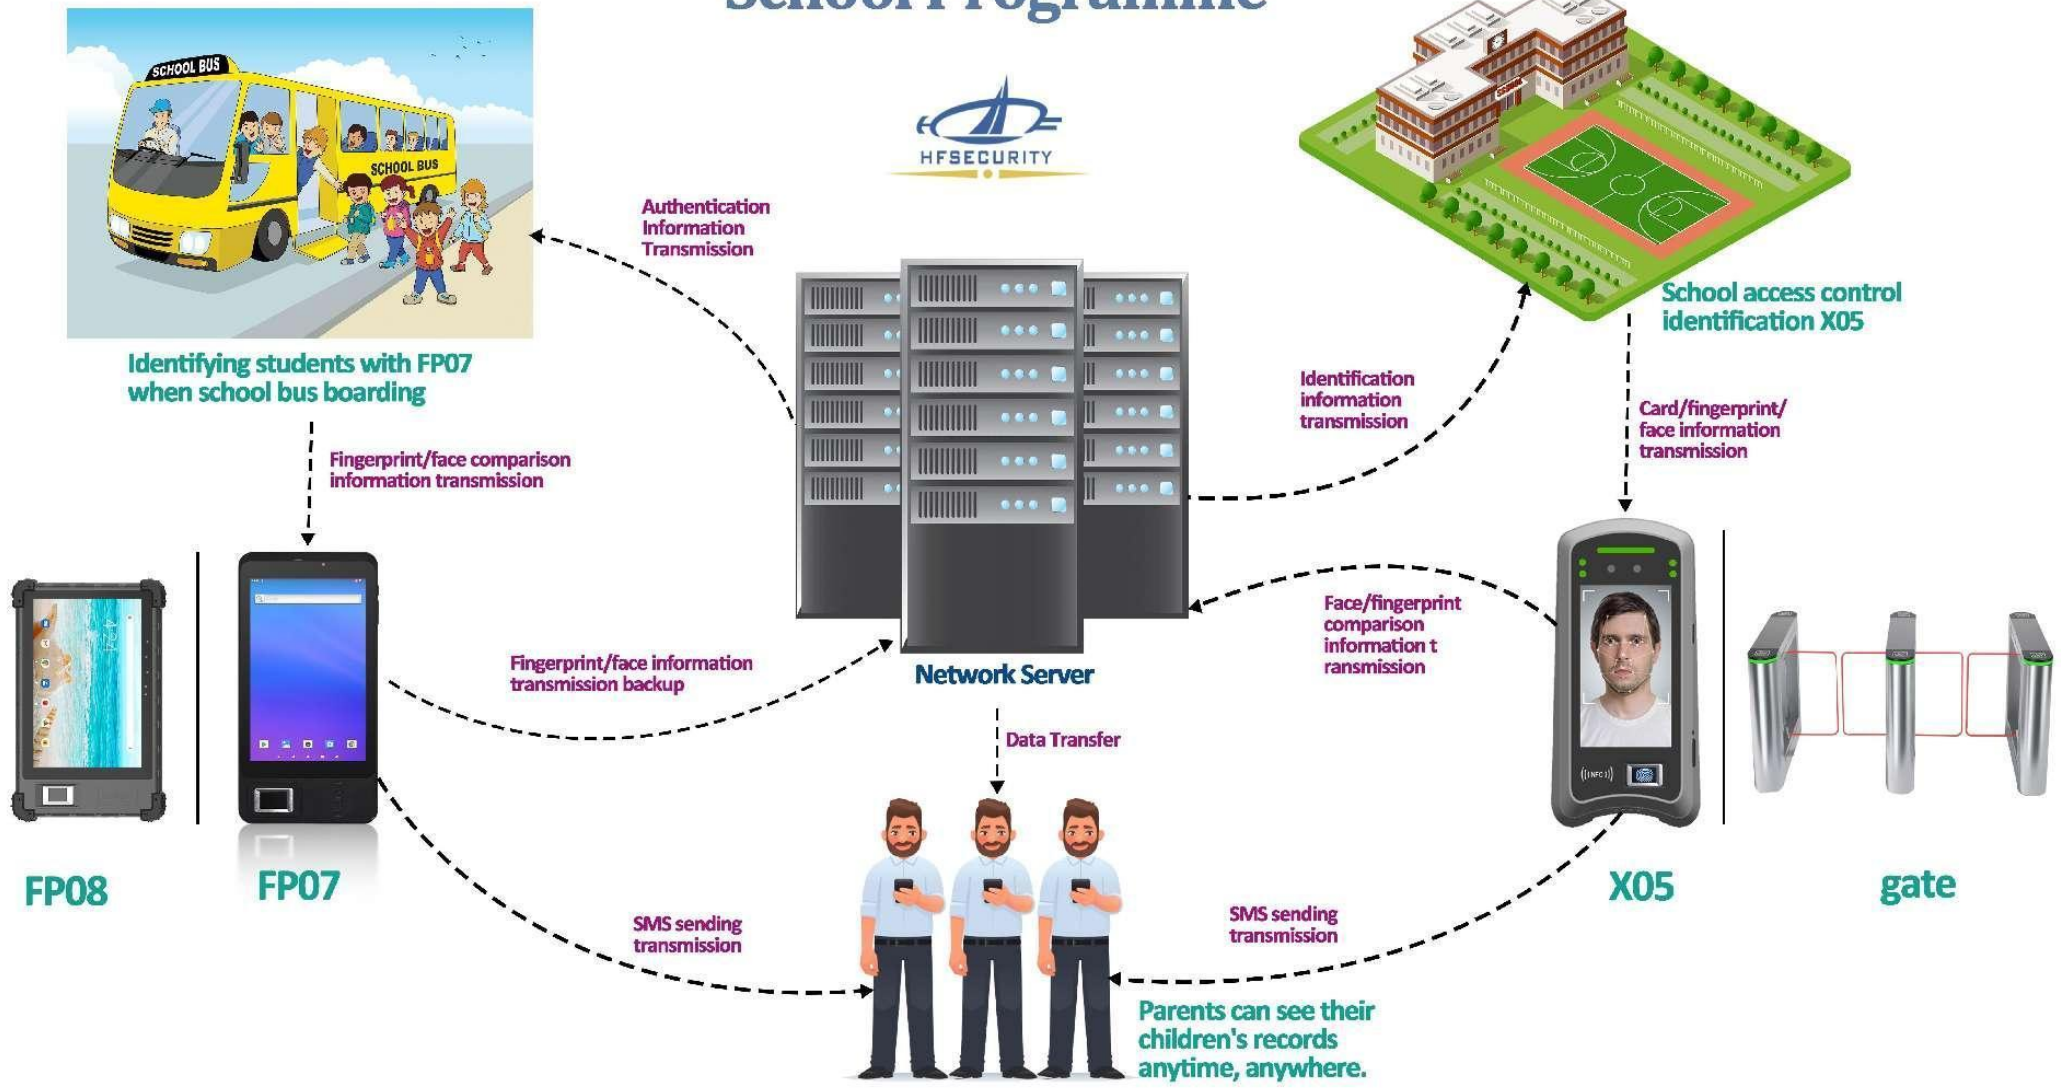 School Programme
SCHOOL BUS
SCHOOL BUS
HFSECURITY
Authentication
Information
Transmission
School access control
identification X05
Identifying students with FP07
when school bus boarding
Identification
information
transmission
Card/fingerprint/
face information
transmission
Fingerprint/face comparison
information transmission
Face/fingerprint
comparison
information t
ransmission
Fingerprint/face information
transmission backup
Network Server
Data Transfer
((NFC))
FP08
FP07
X05
gate
SMS sending
transmission
SMS sending
transmission
Parents can see their
children's records
anytime, anywhere.